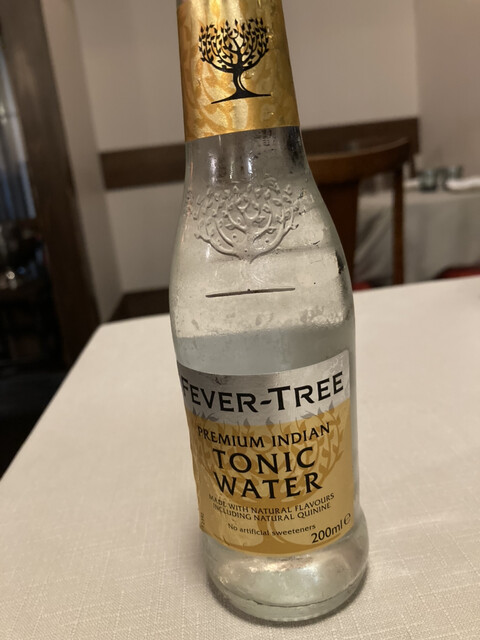 FEVER-TREE
PREMIUM INDIAN
TONIC
WATER
MADE WITH NATURAL FLAVOURS
INCLUDING NATURAL QUININE
No artificial sweeteners
200ml ℮